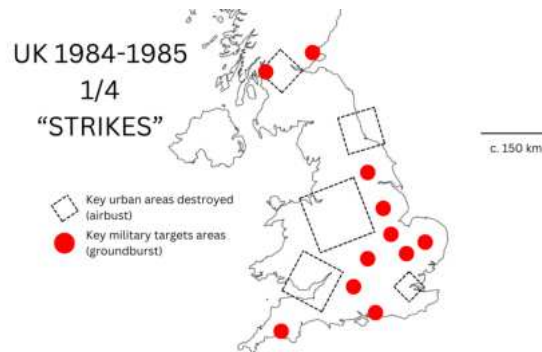 UK 1984-1985
1/4
“STRIKES”
c. 150 km
Key urban areas destroyed
(airbust)
Key military targets areas
(groundburst)